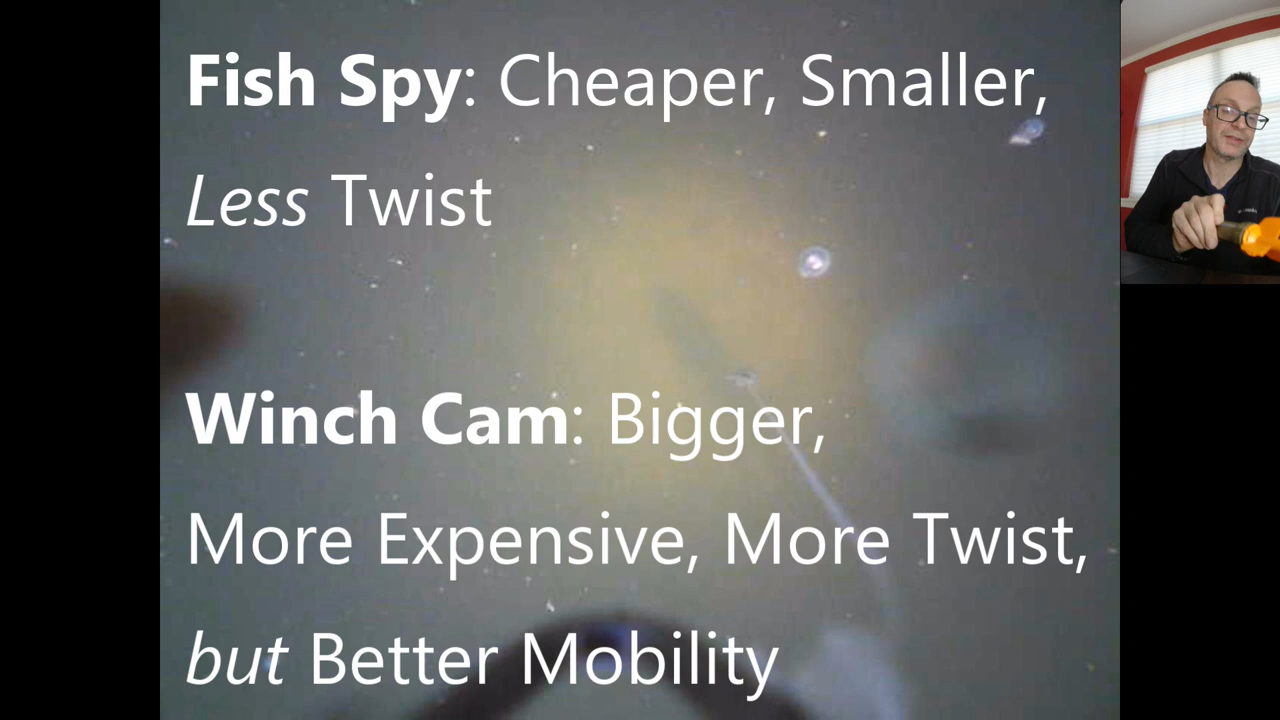 Fish Spy: Cheaper, Smaller,
Less Twist
Winch Cam: Bigger,
More Expensive, More Twist,
but Better Mobility